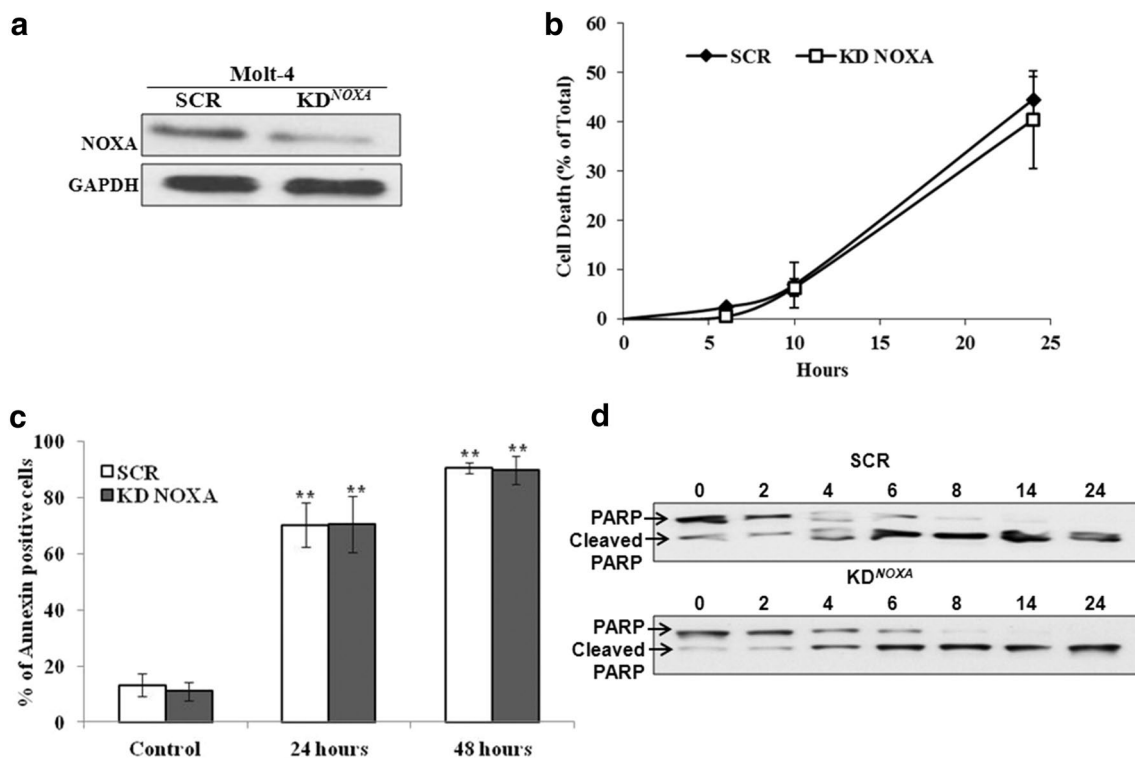 a
Molt-4
SCR KD^NOXA
NOXA
GAPDH
b
Cell Death (% of Total)
60
50
40
30
20
10
0
SCR KD NOXA
0 5 10 15 20 25
Hours
c
% of Annexin positive cells
100
80
60
40
20
0
SCR
KD NOXA
** ** ** **
Control 24 hours 48 hours
d
SCR
0 2 4 6 8 14 24
PARP
Cleaved
PARP
KD^NOXA
0 2 4 6 8 14 24
PARP
Cleaved
PARP